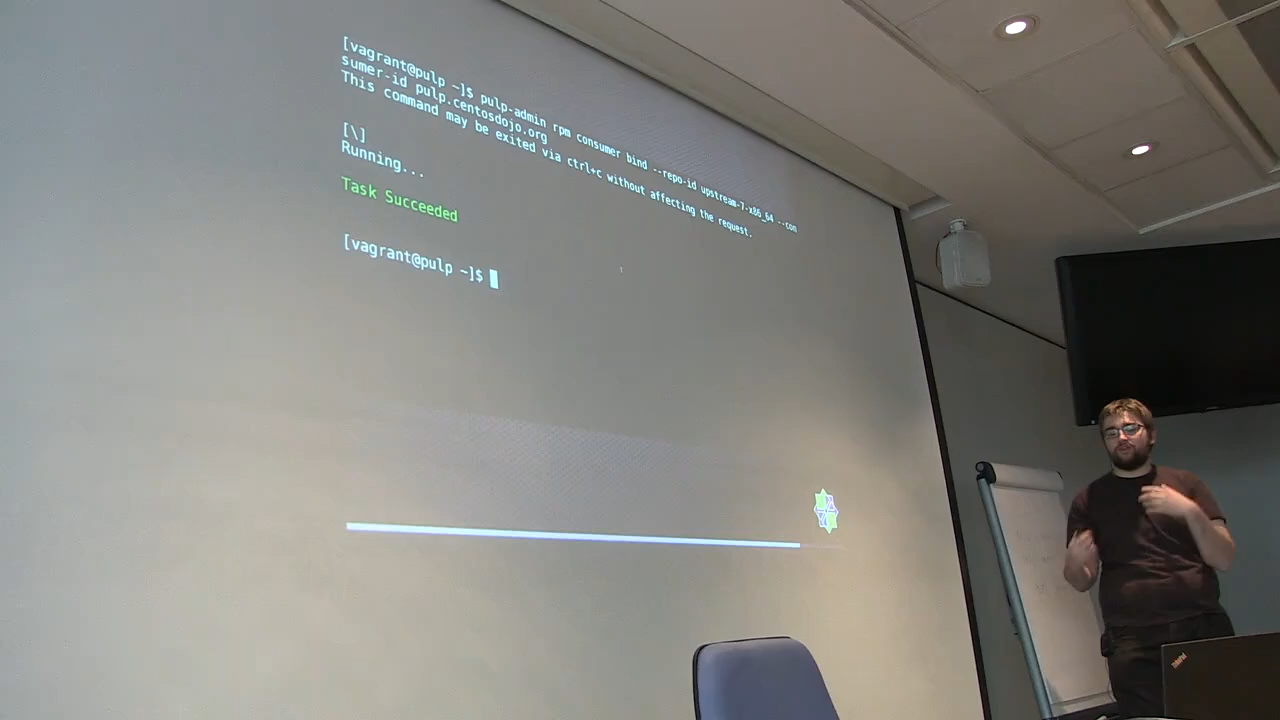 [vagrant@pulp ~]$ pulp-admin rpm consumer bind --repo-id upstream-7-x86_64 --con
sumer-id pulp.centosdojo.org
This command may be exited via ctrl+c without affecting the request.
[\]
Running...
Task Succeeded
[vagrant@pulp ~]$
ThinkPad